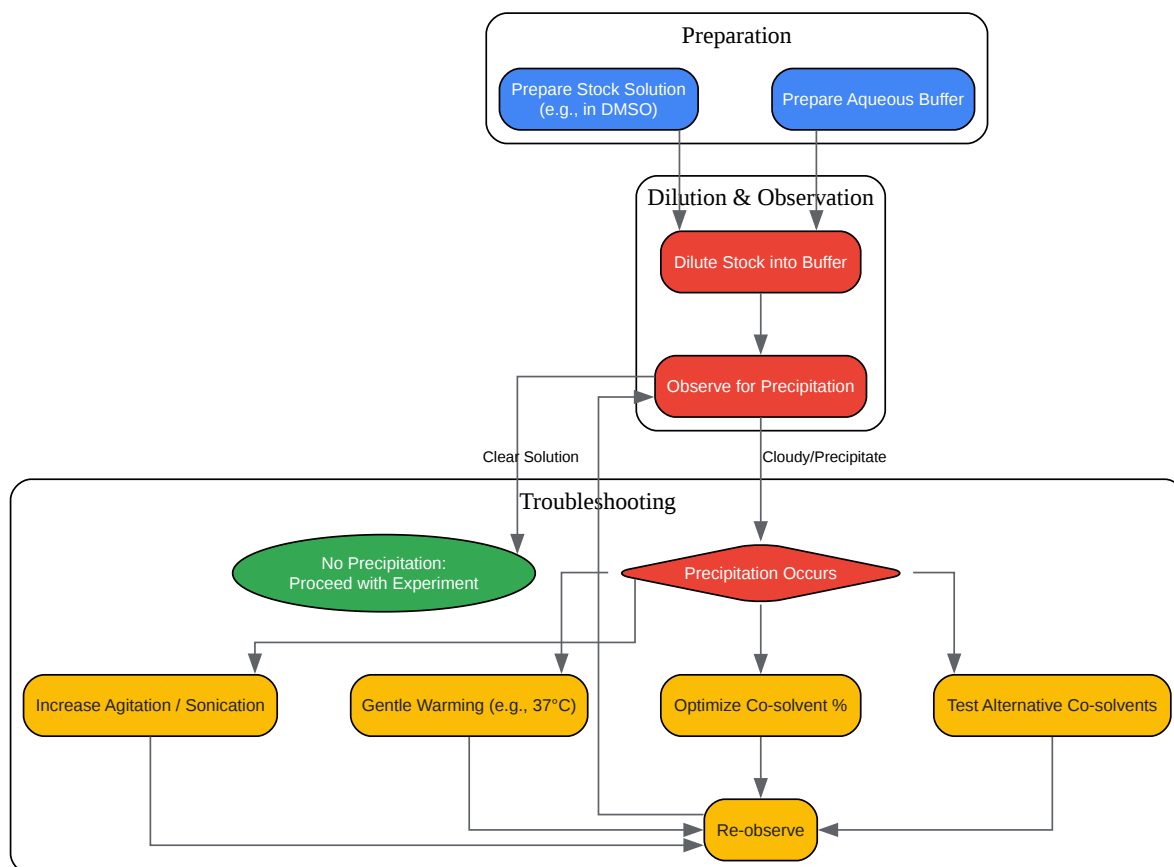 Preparation
Prepare Stock Solution
(e.g., in DMSO)
Prepare Aqueous Buffer
Dilution & Observation
Dilute Stock into Buffer
Observe for Precipitation
Clear Solution
Cloudy/Precipitate
Troubleshooting
No Precipitation:
Proceed with Experiment
Precipitation Occurs
Increase Agitation / Sonication
Gentle Warming (e.g., 37°C)
Optimize Co-solvent %
Test Alternative Co-solvents
Re-observe